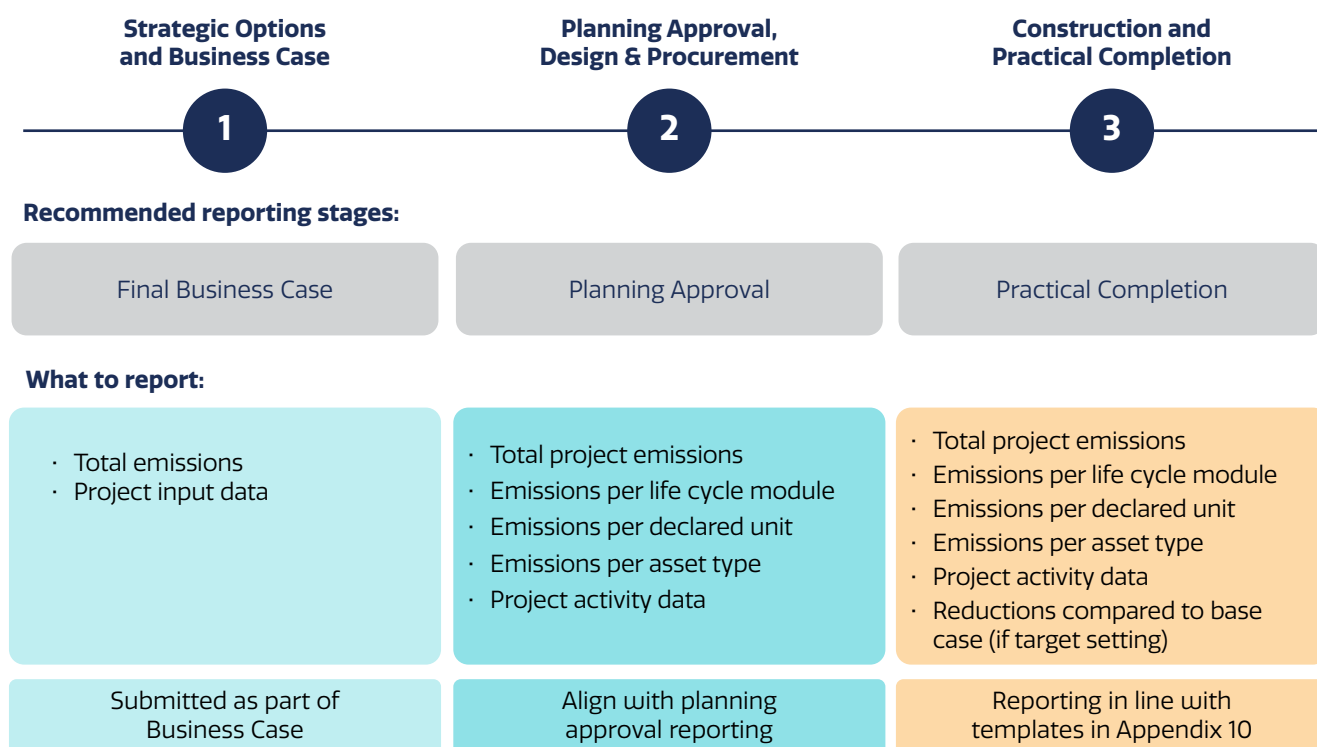 Strategic Options
and Business Case
Planning Approval,
Design & Procurement
Construction and
Practical Completion
1
2
3
Recommended reporting stages:
Final Business Case
Planning Approval
Practical Completion
What to report:
· Total emissions
· Project input data
· Total project emissions
· Emissions per life cycle module
· Emissions per declared unit
· Emissions per asset type
· Project activity data
· Total project emissions
· Emissions per life cycle module
· Emissions per declared unit
· Emissions per asset type
· Project activity data
· Reductions compared to base
case (if target setting)
Submitted as part of
Business Case
Align with planning
approval reporting
Reporting in line with
templates in Appendix 10